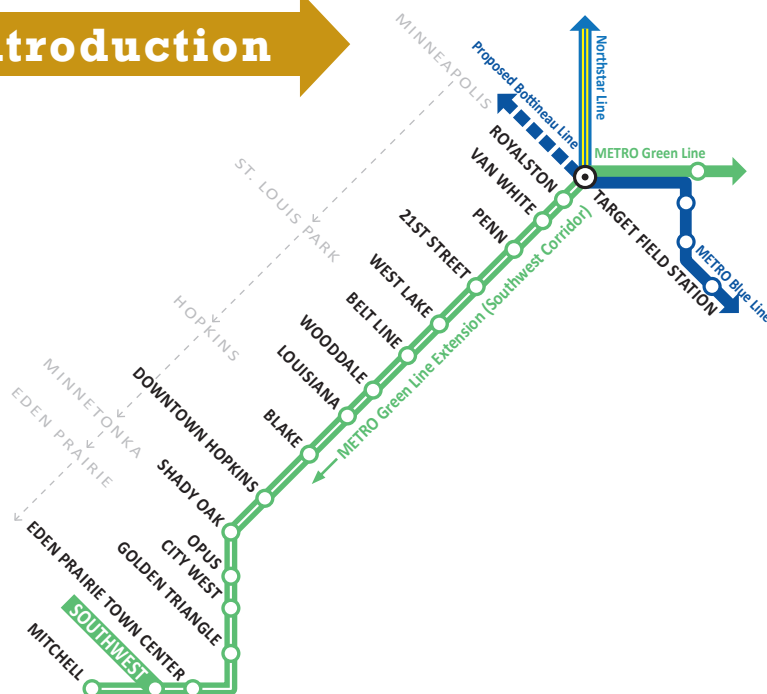 troduction
MINNEAPOLIS
ST. LOUIS PARK
HOPKINS
MINNETONKA
EDEN PRAIRIE
Northstar Line
Proposed Bottineau Line
METRO Green Line
METRO Blue Line
TARGET FIELD STATION
ROYALSTON
VAN WHITE
PENN
21ST STREET
WEST LAKE
BELT LINE
WOODDALE
LOUISIANA
BLAKE
DOWNTOWN HOPKINS
SHADY OAK
OPUS
CITY WEST
GOLDEN TRIANGLE
EDEN PRAIRIE TOWN CENTER
SOUTHWEST
MITCHELL
METRO Green Line Extension (Southwest Corridor)